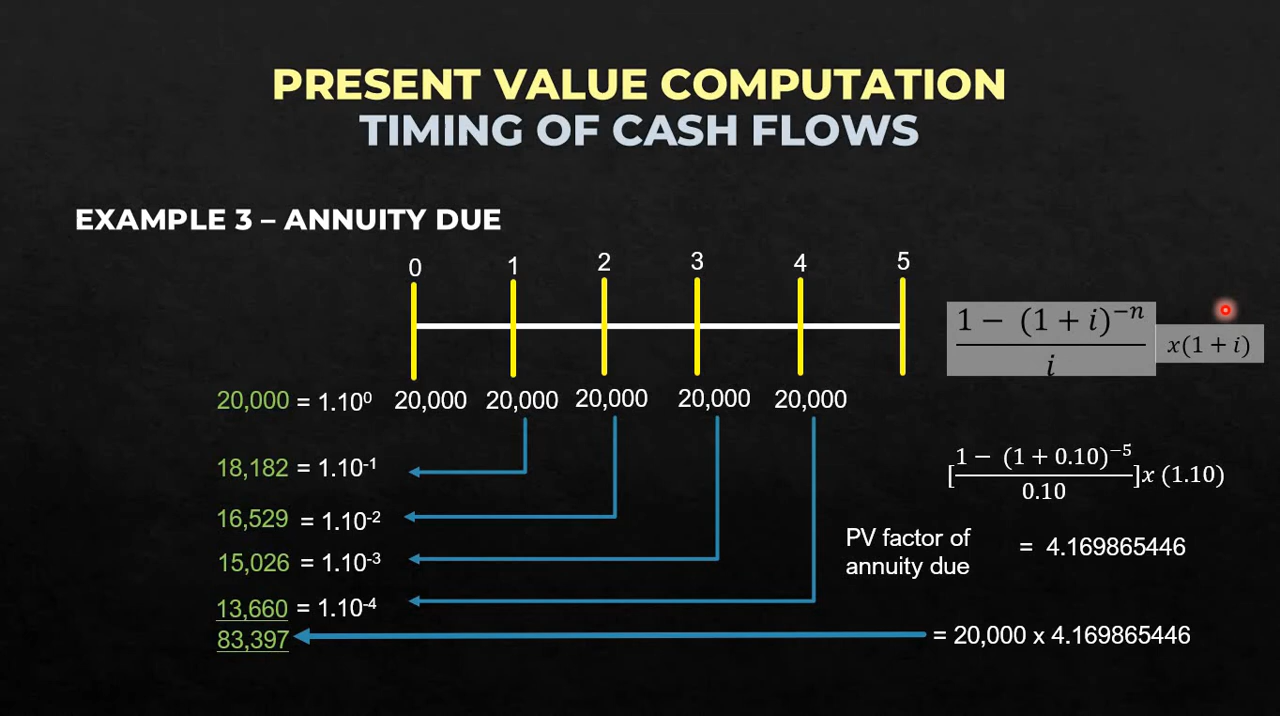 PRESENT VALUE COMPUTATION
TIMING OF CASH FLOWS
EXAMPLE 3 – ANNUITY DUE
0 1 2 3 4 5
1 − (1 + i)⁻ⁿ
i
x(1 + i)
20,000 = 1.10⁰ 20,000 20,000 20,000 20,000 20,000
18,182 = 1.10⁻¹
16,529 = 1.10⁻²
15,026 = 1.10⁻³
13,660 = 1.10⁻⁴
83,397
[1 − (1 + 0.10)⁻⁵
0.10
]x (1.10)
PV factor of
annuity due
= 4.169865446
= 20,000 x 4.169865446